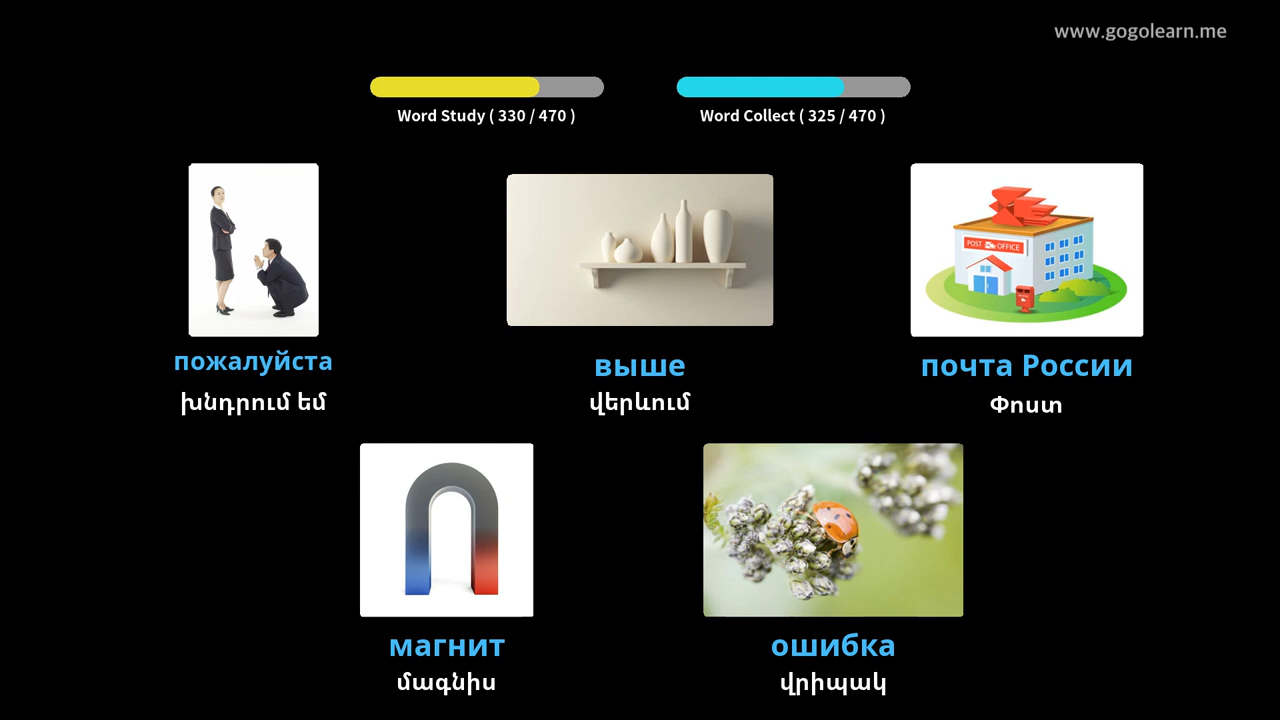 www.gogolearn.me
Word Study ( 330 / 470 )
Word Collect ( 325 / 470 )
POST OFFICE
пожалуйста
խնդրում եմ
выше
վերևում
почта России
Փոստ
магнит
մագնիս
ошибка
վրիպակ